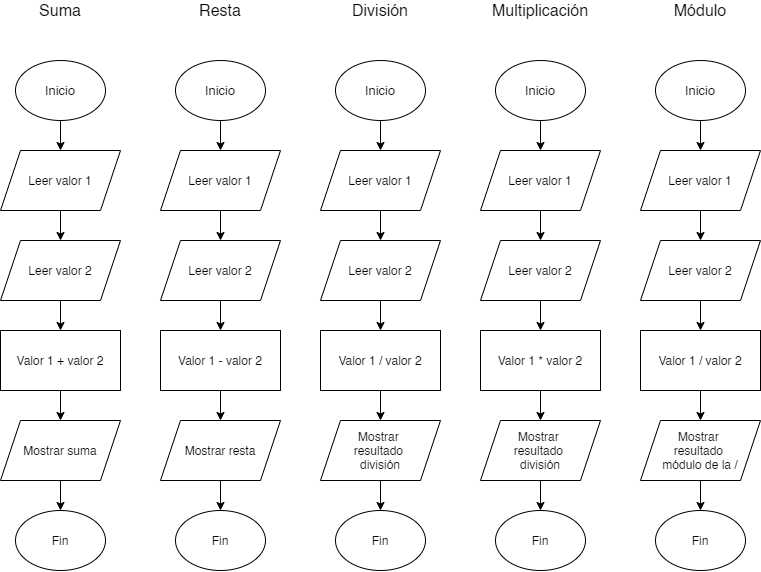 Suma
Resta
División
Multiplicación
Módulo
Inicio
Inicio
Inicio
Inicio
Inicio
Leer valor 1
Leer valor 1
Leer valor 1
Leer valor 1
Leer valor 1
Leer valor 2
Leer valor 2
Leer valor 2
Leer valor 2
Leer valor 2
Valor 1 + valor 2
Valor 1 - valor 2
Valor 1 / valor 2
Valor 1 * valor 2
Valor 1 / valor 2
Mostrar suma
Mostrar resta
Mostrar
resultado
división
Mostrar
resultado
división
Mostrar
resultado
módulo de la /
Fin
Fin
Fin
Fin
Fin